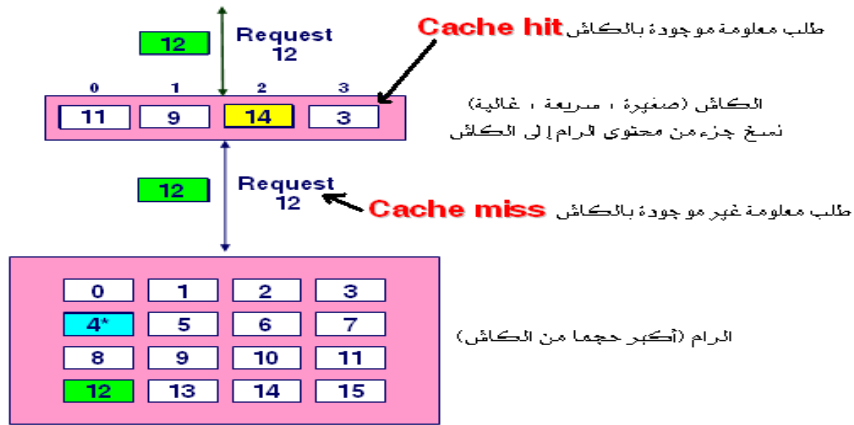 12
Request
12
Cache hit طلب معلومة موجودة بالكاش
0 1 2 3
11 9 14 3
الكاش (صغيرة ، سريعة ، غالية)
نسخ جزء من محتوى الرام إلى الكاش
12
Request
12
Cache miss طلب معلومة غير موجودة بالكاش
0 1 2 3
4* 5 6 7
8 9 10 11
12 13 14 15
الرام (أكبر حجما من الكاش)